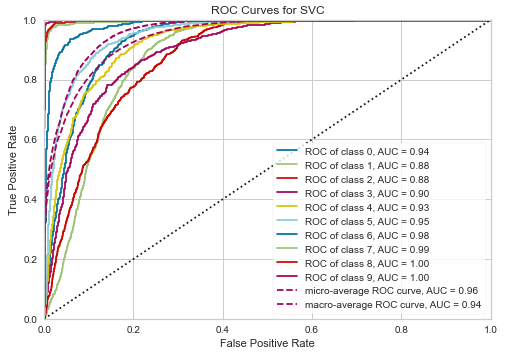 ROC Curves for SVC
True Positive Rate
1.0
0.8
0.6
0.4
0.2
0.0
ROC of class 0, AUC = 0.94
ROC of class 1, AUC = 0.88
ROC of class 2, AUC = 0.88
ROC of class 3, AUC = 0.90
ROC of class 4, AUC = 0.93
ROC of class 5, AUC = 0.95
ROC of class 6, AUC = 0.98
ROC of class 7, AUC = 0.99
ROC of class 8, AUC = 1.00
ROC of class 9, AUC = 1.00
micro-average ROC curve, AUC = 0.96
macro-average ROC curve, AUC = 0.94
0.0 0.2 0.4 0.6 0.8 1.0
False Positive Rate